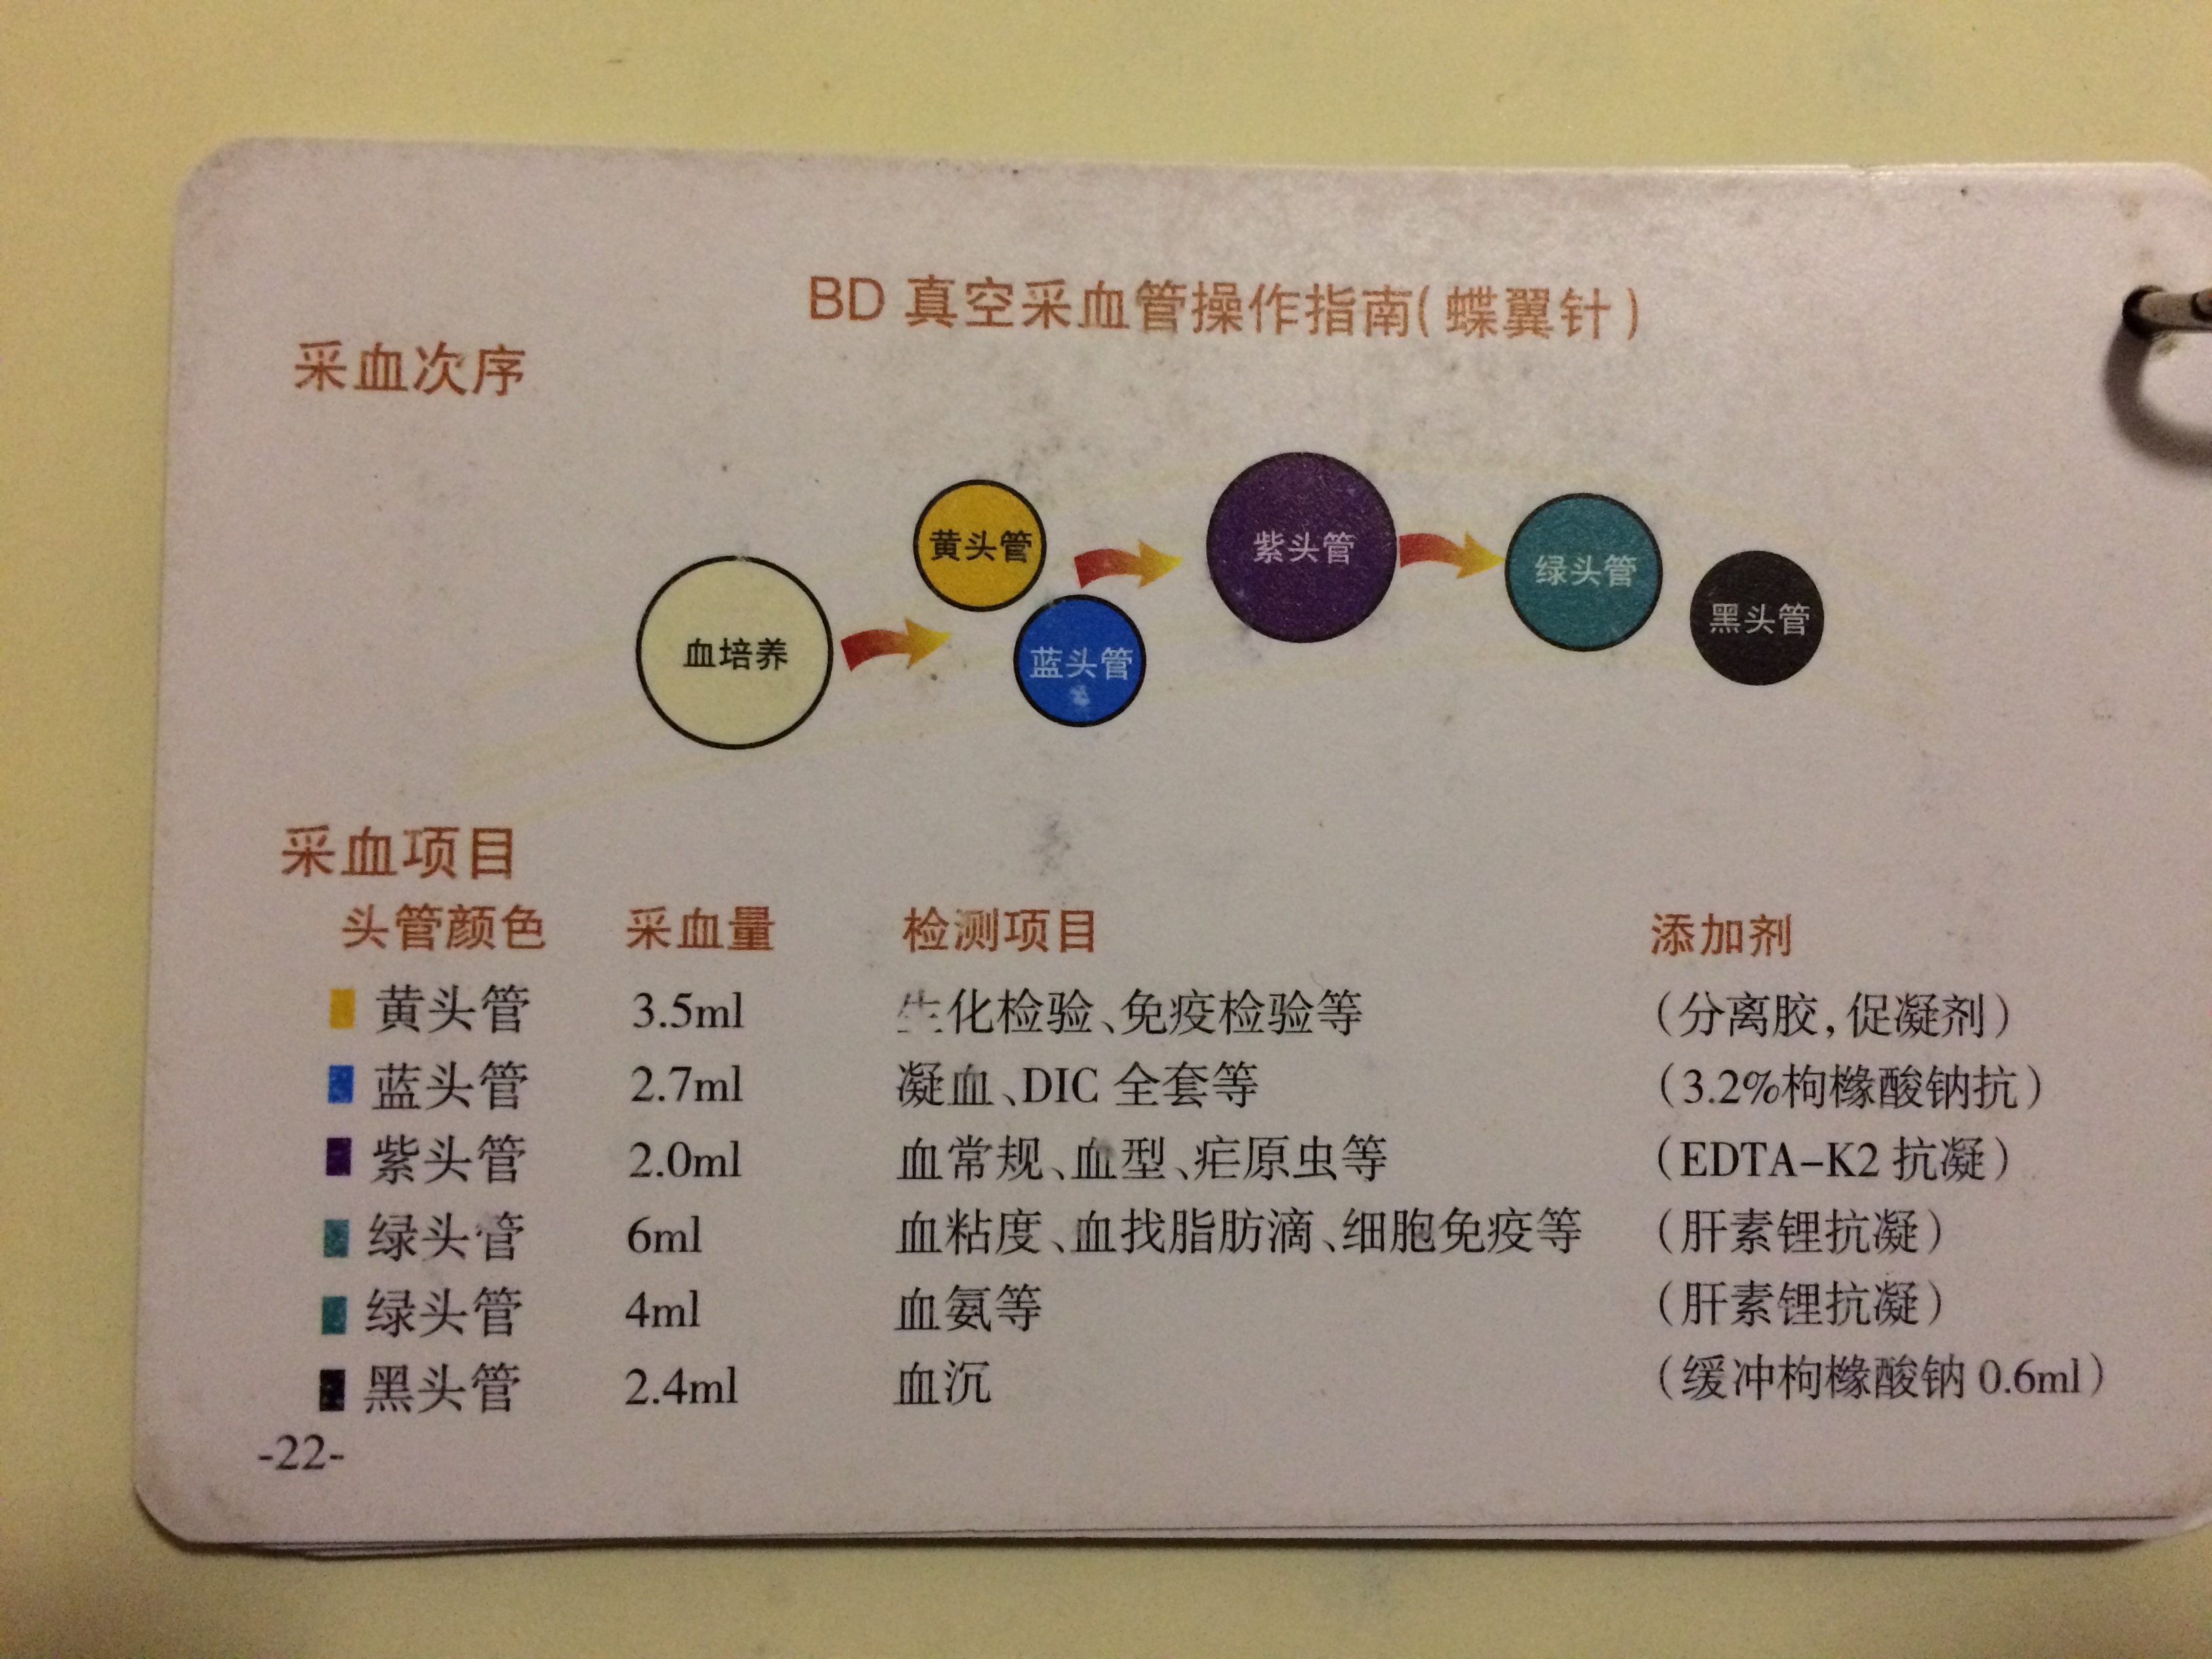 BD 真空采血管操作指南(蝶翼针)
采血次序
血培养
黄头管
蓝头管
紫头管
绿头管
黑头管
采血项目
头管颜色 采血量 检测项目 添加剂
黄头管 3.5ml 生化检验、免疫检验等 (分离胶,促凝剂)
蓝头管 2.7ml 凝血、DIC 全套等 (3.2%枸橼酸钠抗)
紫头管 2.0ml 血常规、血型、疟原虫等 (EDTA-K2 抗凝)
绿头管 6ml 血粘度、血找脂肪滴、细胞免疫等 (肝素锂抗凝)
绿头管 4ml 血氨等 (肝素锂抗凝)
黑头管 2.4ml 血沉 (缓冲枸橼酸钠 0.6ml)
-22-